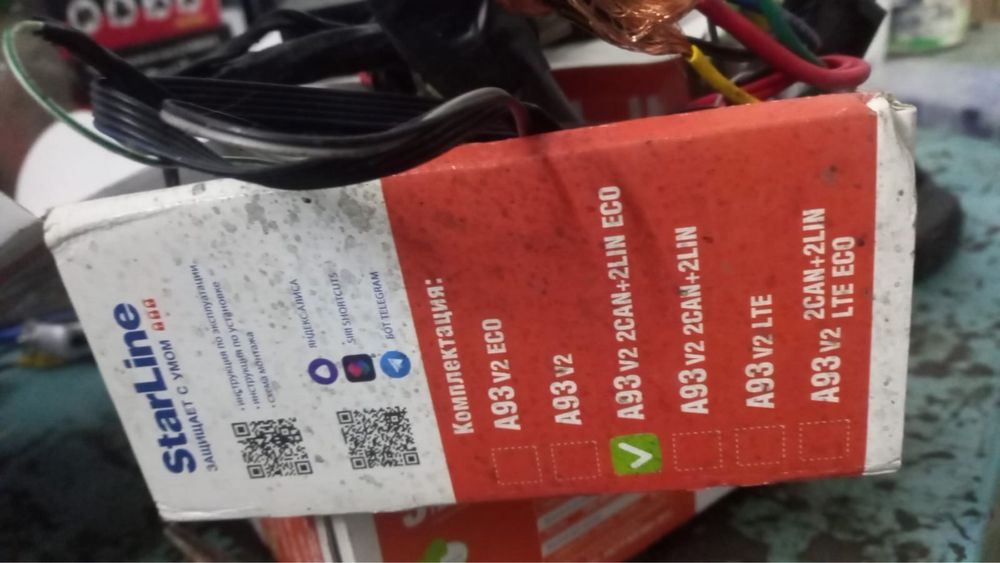 StarLine
ЗАЩИЩАЕТ С УМОМ
• инструкция по эксплуатации
• инструкция по установке
• схема монтажа
ЯНДЕКС.АЛИСА
SIRI SHORTCUTS
БОТ TELEGRAM
Комплектация:
A93 v2 ECO
A93 v2
A93 v2 2CAN+2LIN ECO
A93 v2 2CAN+2LIN
A93 v2 LTE
A93 v2 2CAN+2LIN
LTE ECO